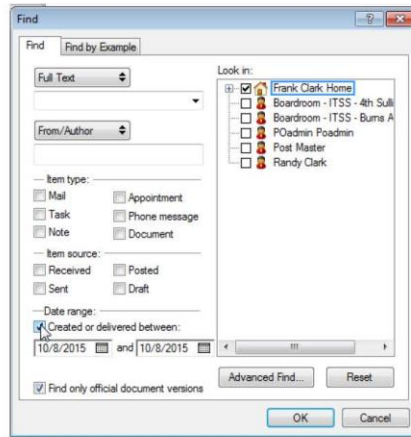 Find
Find
Find by Example
Full Text
From/Author
Item type:
Mail
Appointment
Task
Phone message
Note
Document
Item source:
Received
Posted
Sent
Draft
Date range:
Created or delivered between:
10/8/2015 and 10/8/2015
Find only official document versions
Look in:
Frank Clark Home
Boardroom - ITSS - 4th Sulli
Boardroom - ITSS - Burns A
POadmin Poadmin
Post Master
Randy Clark
Advanced Find...
Reset
OK
Cancel